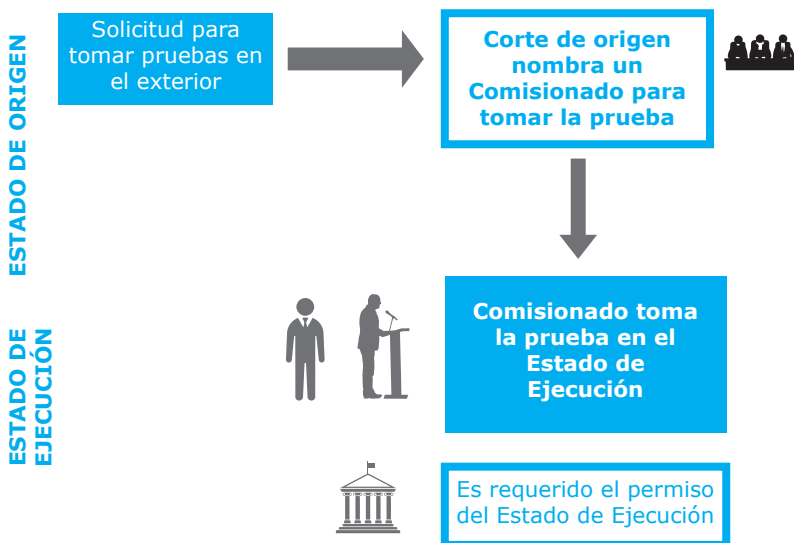 ESTADO DE ORIGEN
Solicitud para
tomar pruebas en
el exterior
Corte de origen
nombra un
Comisionado para
tomar la prueba
ESTADO DE
EJECUCIÓN
Comisionado toma
la prueba en el
Estado de
Ejecución
Es requerido el permiso
del Estado de Ejecución